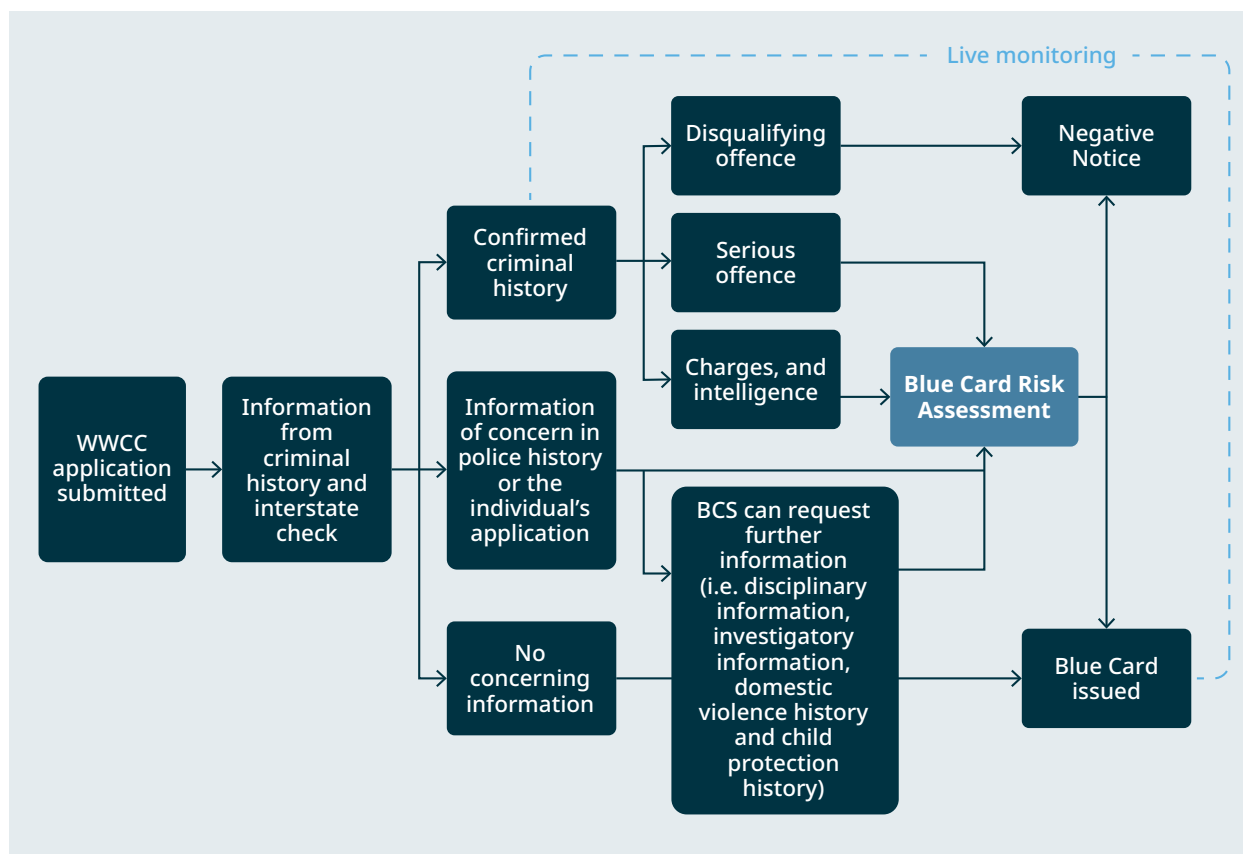 Live monitoring
Disqualifying
offence
Negative
Notice
Confirmed
criminal
history
Serious
offence
Charges, and
intelligence
Blue Card Risk
Assessment
WWCC
application
submitted
Information
from
criminal
history and
interstate
check
Information
of concern in
police history
or the
individual’s
application
BCS can request
further
information
(i.e. disciplinary
information,
investigatory
information,
domestic
violence history
and child
protection
history)
No
concerning
information
Blue Card
issued